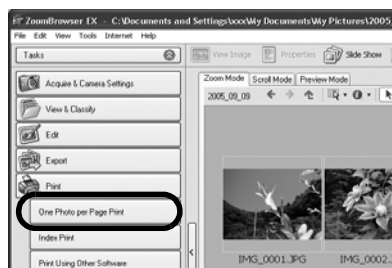 ZoomBrowser EX - C:\Documents and Settings\xxx\My Documents\My Pictures\2005
File Edit View Tools Internet Help
Tasks
View Image Properties Slide Show
Zoom Mode Scroll Mode Preview Mode
Acquire & Camera Settings
2005_09_09
View & Classify
Edit
Export
Print
One Photo per Page Print
Index Print
Print Using Other Software
IMG_0001.JPG IMG_0002.